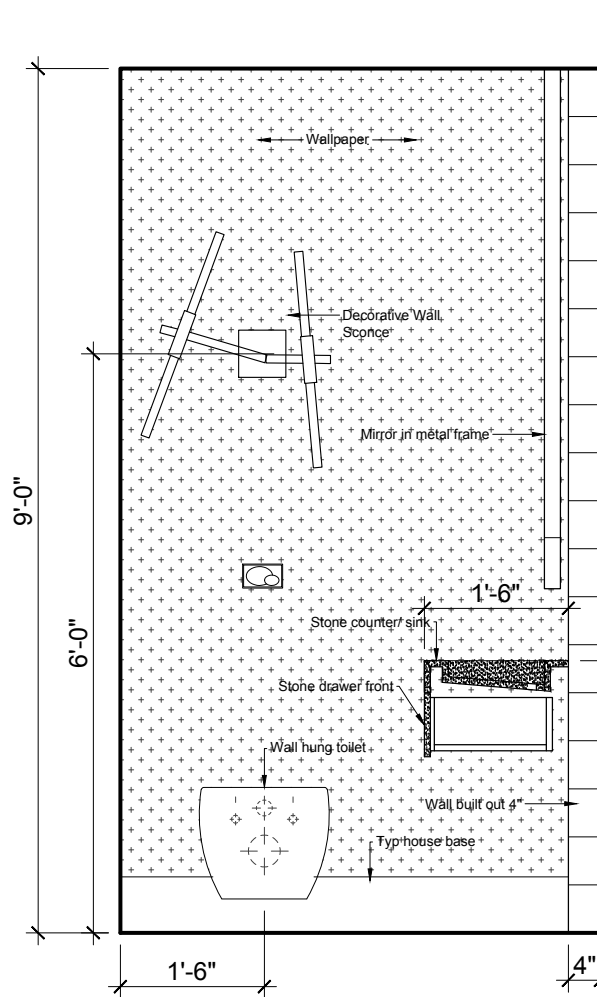 Wallpaper
Decorative Wall
Sconce
Mirror in metal frame
9'-0"
1'-6"
Stone counter/ sink
6'-0"
Stone drawer front
Wall hung toilet
Wall built out 4"
Typ house base
1'-6"
4"